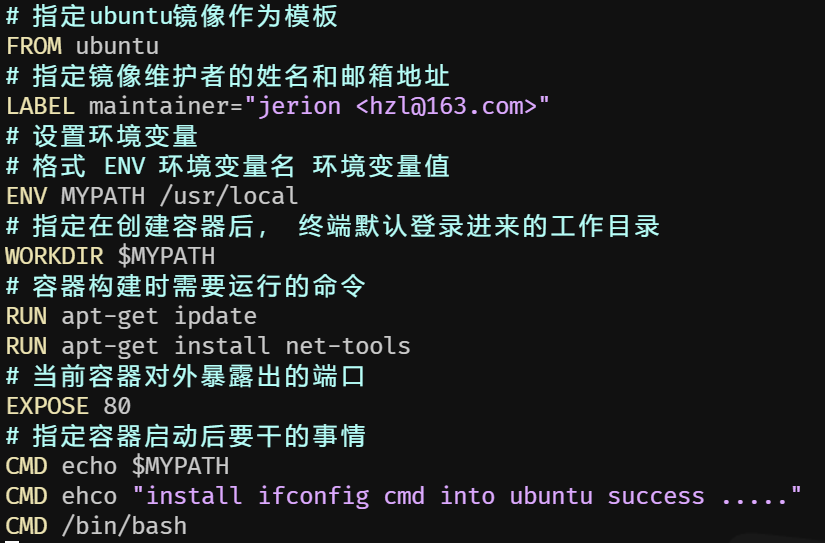 # 指定ubuntu镜像作为模板
FROM ubuntu
# 指定镜像维护者的姓名和邮箱地址
LABEL maintainer="jerion <hzl@163.com>"
# 设置环境变量
# 格式 ENV 环境变量名 环境变量值
ENV MYPATH /usr/local
# 指定在创建容器后, 终端默认登录进来的工作目录
WORKDIR $MYPATH
# 容器构建时需要运行的命令
RUN apt-get ipdate
RUN apt-get install net-tools
# 当前容器对外暴露出的端口
EXPOSE 80
# 指定容器启动后要干的事情
CMD echo $MYPATH
CMD ehco "install ifconfig cmd into ubuntu success ....."
CMD /bin/bash